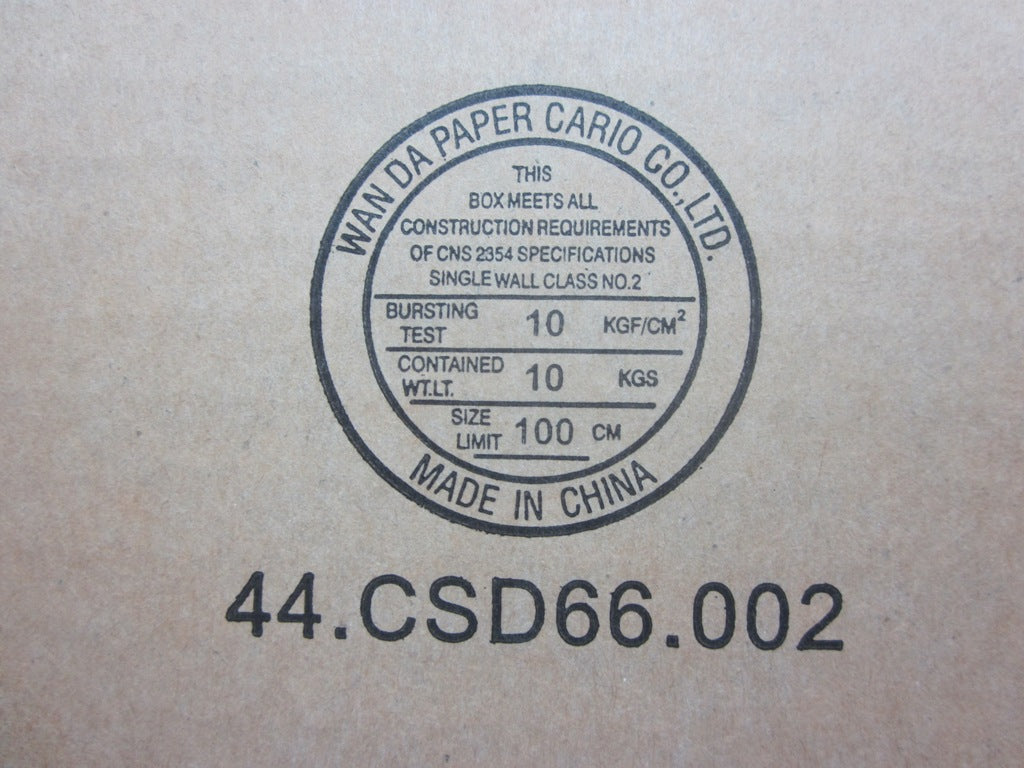 WAN DA PAPER CARIO CO.,LTD.
THIS
BOX MEETS ALL
CONSTRUCTION REQUIREMENTS
OF CNS 2354 SPECIFICATIONS
SINGLE WALL CLASS NO.2
BURSTING TEST 10 KGF/CM²
CONTAINED WT.LT. 10 KGS
SIZE LIMIT 100 CM
MADE IN CHINA
44.CSD66.002